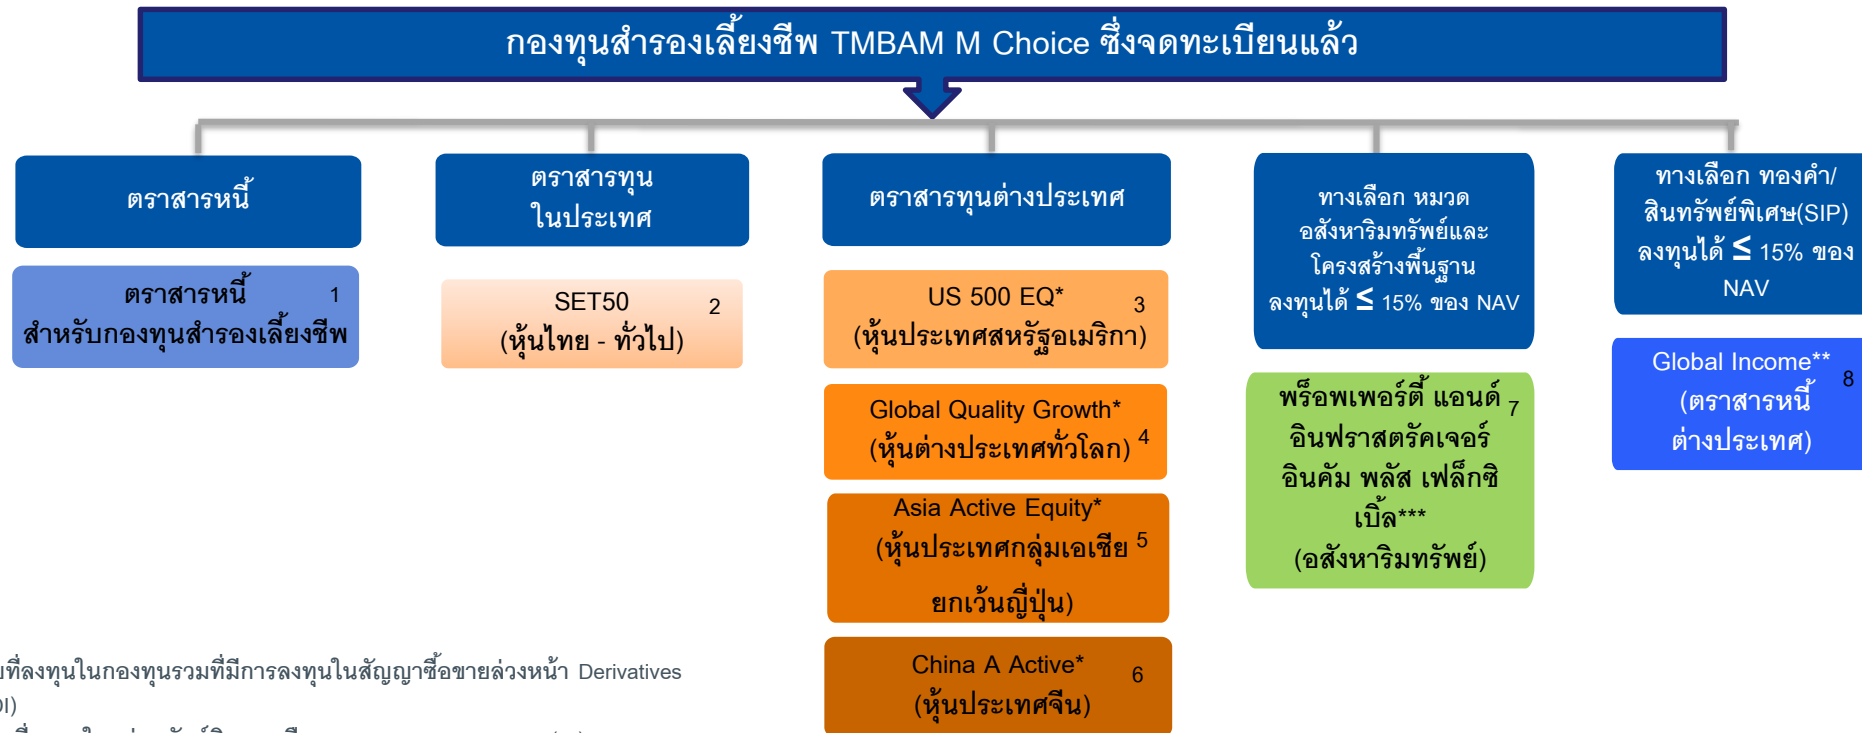 กองทุนสำรองเลี้ยงชีพ TMBAM M Choice ซึ่งจดทะเบียนแล้ว
ตราสารหนี้
ตราสารหนี้ 1
สำหรับกองทุนสำรองเลี้ยงชีพ
ตราสารทุน
ในประเทศ
SET50 2
(หุ้นไทย - ทั่วไป)
ตราสารทุนต่างประเทศ
US 500 EQ* 3
(หุ้นประเทศสหรัฐอเมริกา)
Global Quality Growth*
(หุ้นต่างประเทศทั่วโลก) 4
Asia Active Equity*
(หุ้นประเทศกลุ่มเอเชีย 5
ยกเว้นญี่ปุ่น)
China A Active* 6
(หุ้นประเทศจีน)
ทางเลือก หมวด
อสังหาริมทรัพย์และ
โครงสร้างพื้นฐาน
ลงทุนได้ ≤ 15% ของ NAV
พร็อพเพอร์ตี้ แอนด์ 7
อินฟราสตรัคเจอร์
อินคัม พลัส เฟล็กซิ
เบิ้ล***
(อสังหาริมทรัพย์)
ทางเลือก ทองคำ/
สินทรัพย์พิเศษ(SIP)
ลงทุนได้ ≤ 15% ของ
NAV
Global Income** 8
(ตราสารหนี้
ต่างประเทศ)
ที่ลงทุนในกองทุนรวมที่มีการลงทุนในสัญญาซื้อขายล่วงหน้า Derivatives